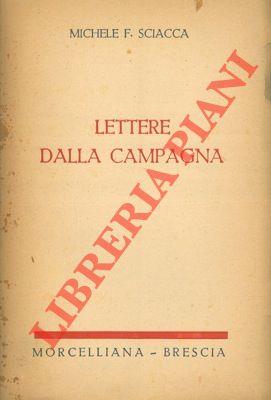 MICHELE F. SCIACCA
LETTERE
DALLA CAMPAGNA
LIBRERIA PIANI
MORCELLIANA - BRESCIA